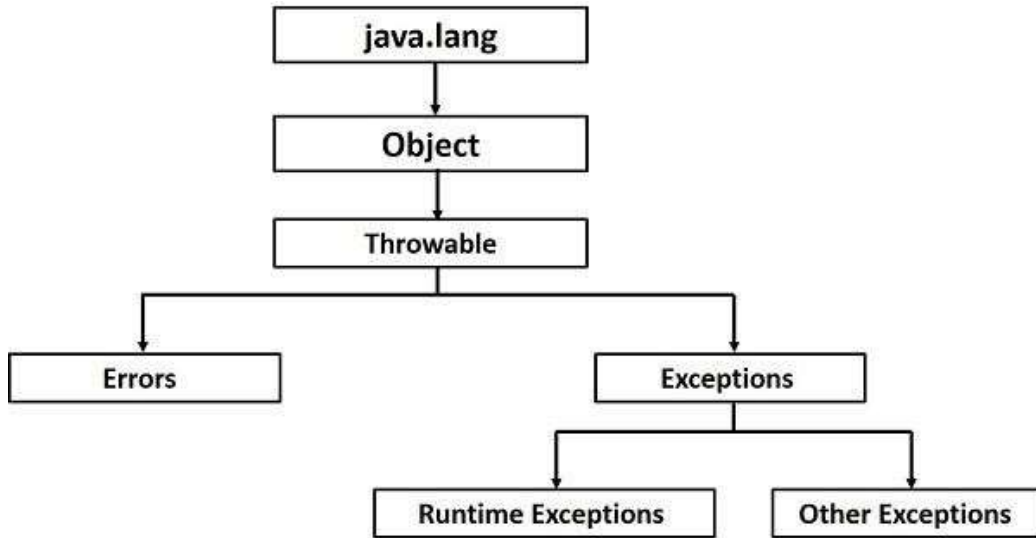 java.lang
Object
Throwable
Errors
Exceptions
Runtime Exceptions
Other Exceptions